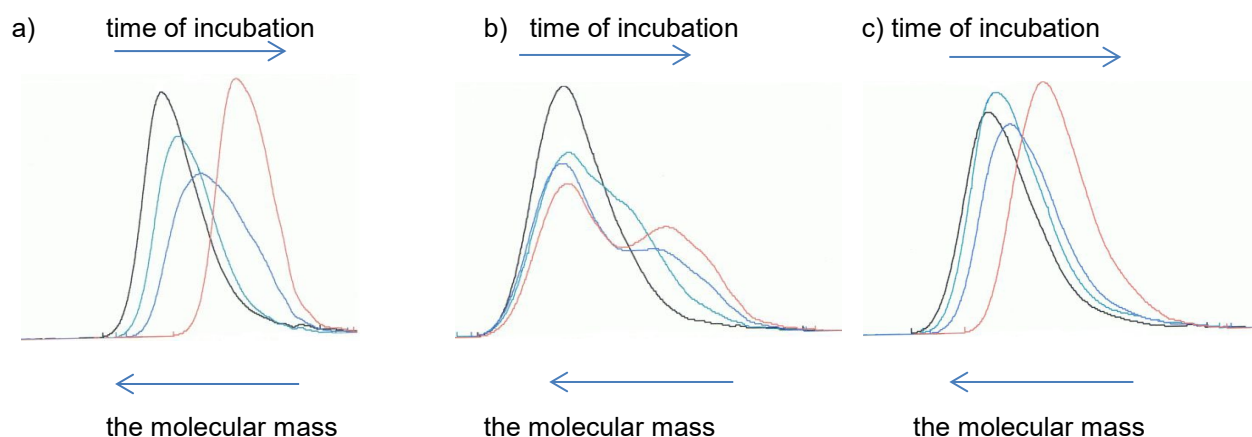 a) time of incubation
b) time of incubation
c) time of incubation
the molecular mass
the molecular mass
the molecular mass